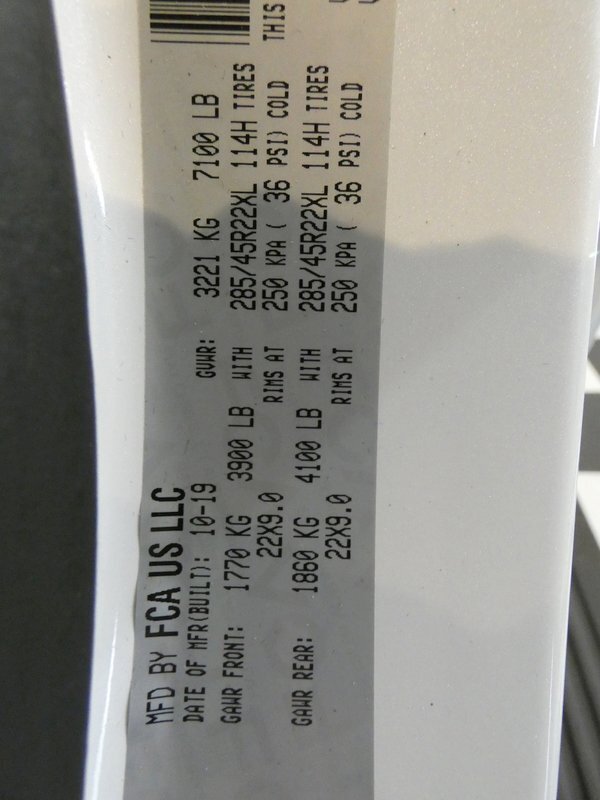 MFD BY FCA US LLC
DATE OF MFR(BUILT): 10-19 GVWR: 3221 KG 7100 LB
GAWR FRONT: 1770 KG 3900 LB WITH 285/45R22XL 114H TIRES
22X9.0 RIMS AT 250 KPA ( 36 PSI) COLD
GAWR REAR: 1860 KG 4100 LB WITH 285/45R22XL 114H TIRES
22X9.0 RIMS AT 250 KPA ( 36 PSI) COLD
THIS